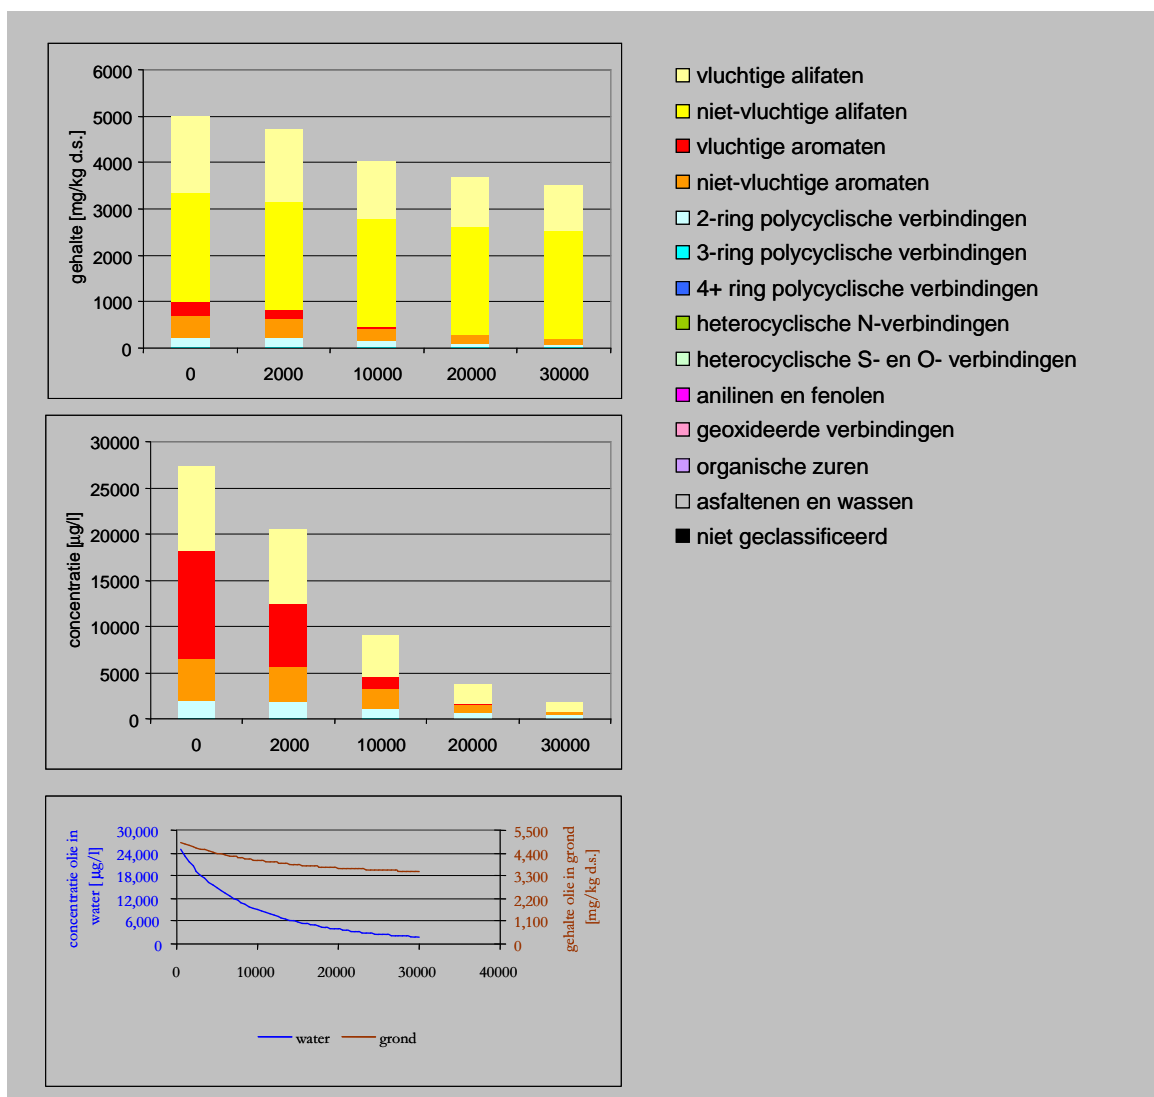 6000
5000
4000
3000
2000
1000
0
gehalte [mg/kg d.s.]
0 2000 10000 20000 30000
vluchtige alifaten
niet-vluchtige alifaten
vluchtige aromaten
niet-vluchtige aromaten
2-ring polycyclische verbindingen
3-ring polycyclische verbindingen
4+ ring polycyclische verbindingen
heterocyclische N-verbindingen
heterocyclische S- en O- verbindingen
anilinen en fenolen
geoxideerde verbindingen
organische zuren
asfaltenen en wassen
niet geclassificeerd
30000
25000
20000
15000
10000
5000
0
concentratie [µg/l]
0 2000 10000 20000 30000
concentratie olie in
water [ µg/l]
30,000
24,000
18,000
12,000
6,000
0
5,500
4,400
3,300
2,200
1,100
0
gehalte olie in grond
[mg/kg d.s.]
0 10000 20000 30000 40000
water grond